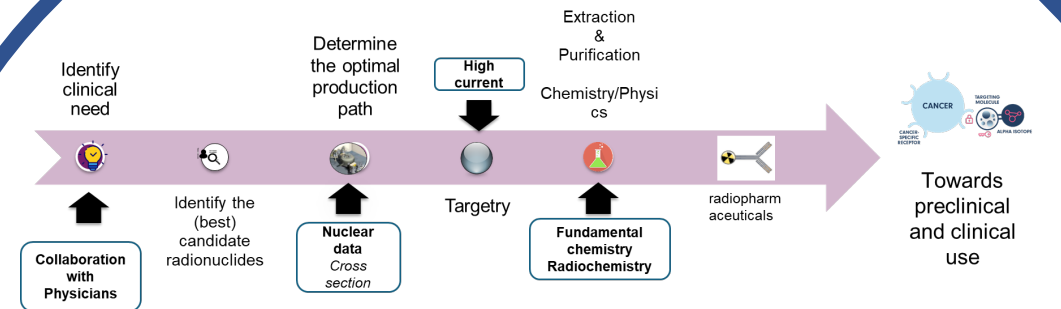 Identify
clinical
need
Collaboration
with
Physicians
Identify the
(best)
candidate
radionuclides
Determine
the optimal
production
path
Nuclear
data
Cross
section
High
current
Targetry
Extraction
&
Purification
Chemistry/Physi
cs
Fundamental
chemistry
Radiochemistry
radiopharm
aceuticals
CANCER
TARGETING
MOLECULE
ALPHA ISOTOPE
CANCER-
SPECIFIC
RECEPTOR
Towards
preclinical
and clinical
use